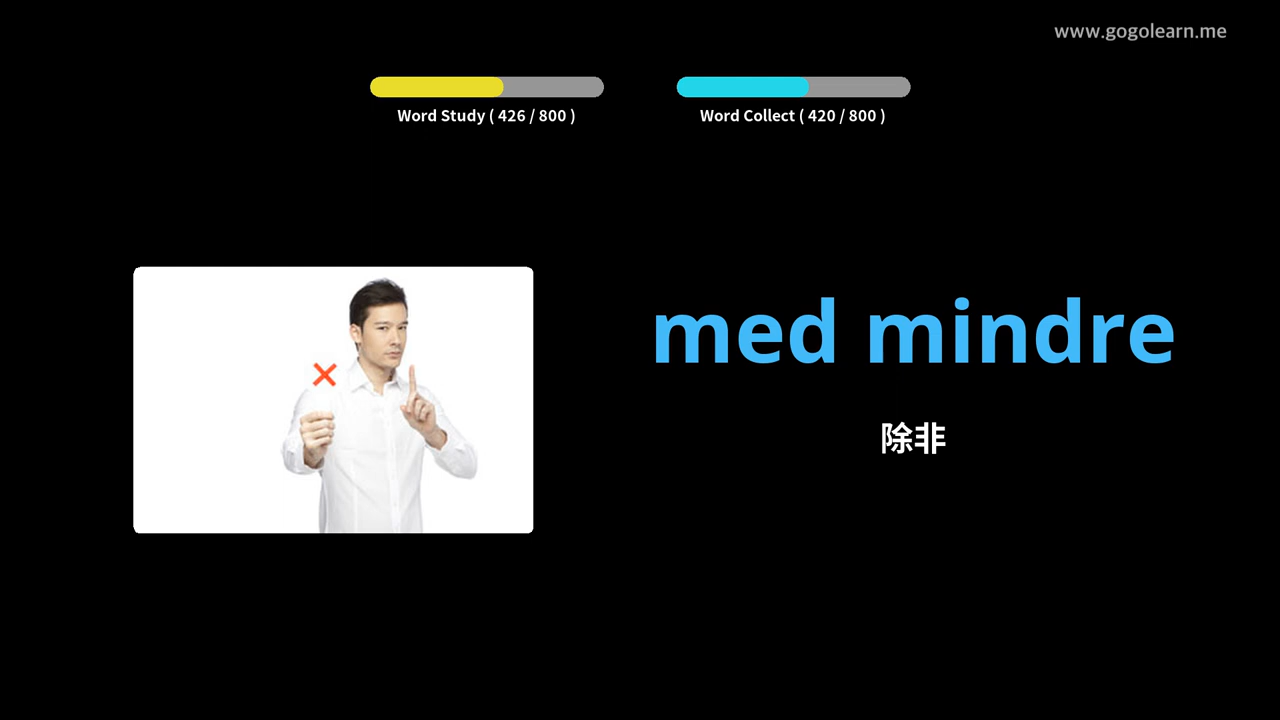 www.gogolearn.me
Word Study ( 426 / 800 )
Word Collect ( 420 / 800 )
med mindre
除非